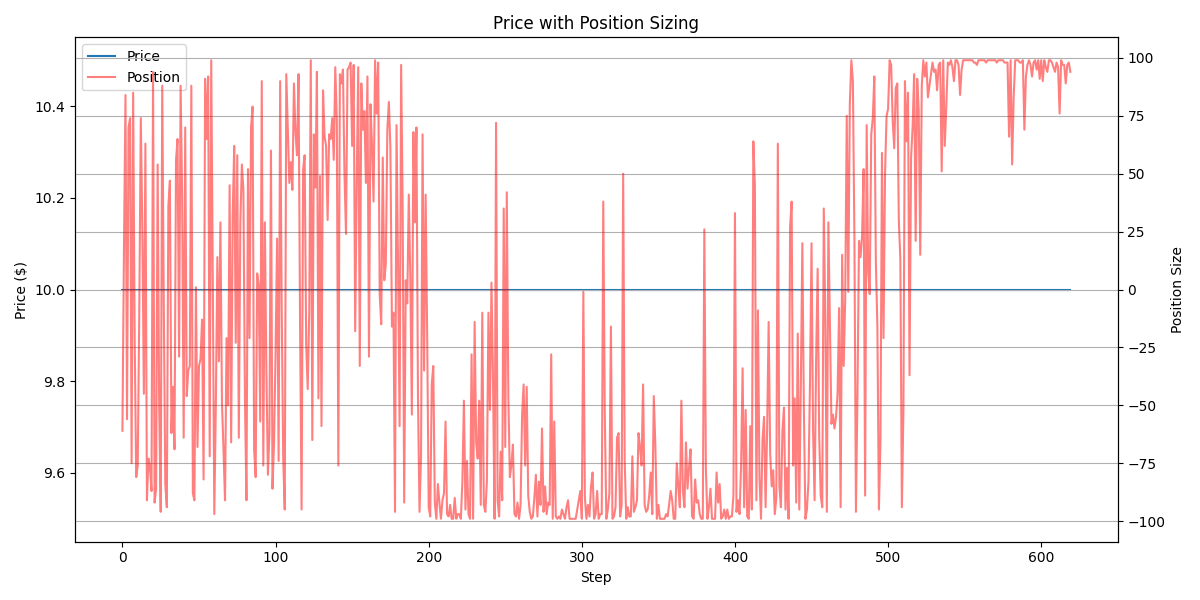 Price with Position Sizing
Price
Position
10.4
10.2
10.0
9.8
9.6
Price ($)
100
75
50
25
0
−25
−50
−75
−100
Position Size
0 100 200 300 400 500 600
Step